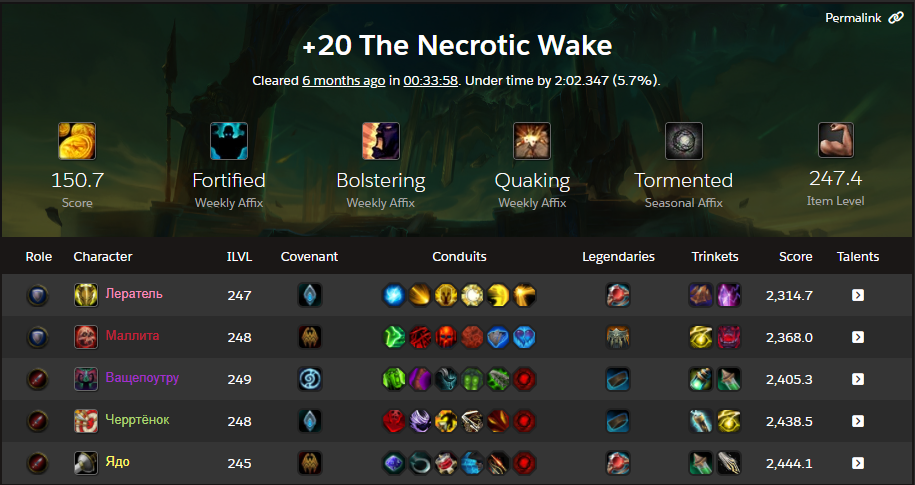 Permalink
+20 The Necrotic Wake
Cleared 6 months ago in 00:33:58. Under time by 2:02.347 (5.7%).
150.7 Fortified Bolstering Quaking Tormented 247.4
Score Weekly Affix Weekly Affix Weekly Affix Seasonal Affix Item Level
Role Character ILVL Covenant Conduits Legendaries Trinkets Score Talents
Лератель 247 2,314.7
Маллита 248 2,368.0
Ващепоутру 249 2,405.3
Черртёнок 248 2,438.5
Ядо 245 2,444.1